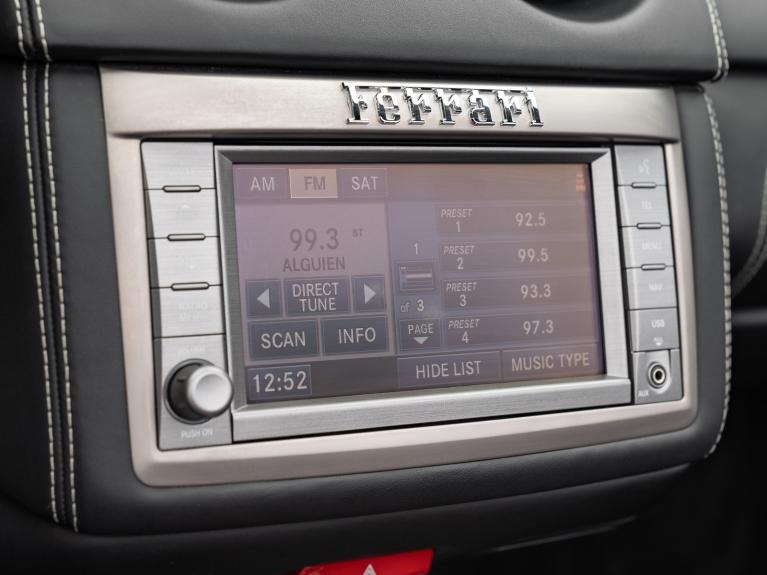 Ferrari
AM FM SAT
99.3 ST
ALGUIEN
DIRECT
TUNE
SCAN INFO
12:52
1
of 3
PAGE
PRESET
1 92.5
PRESET
2 99.5
PRESET
3 93.3
PRESET
4 97.3
HIDE LIST MUSIC TYPE
PUSH ON
TEL
MENU
NAV
USB
AUX